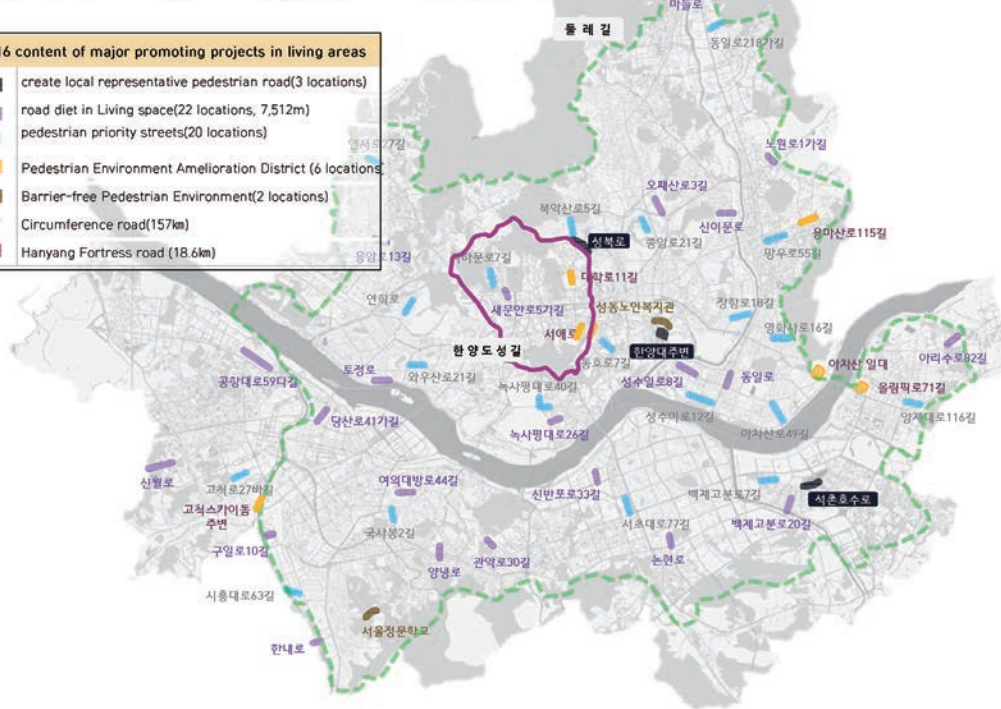 마들로
둘레길
동일로218가길
16 content of major promoting projects in living areas
create local representative pedestrian road(3 locations)
road diet in Living space(22 locations, 7,512m)
pedestrian priority streets(20 locations)
Pedestrian Environment Amelioration District (6 locations
Barrier-free Pedestrian Environment(2 locations)
Circumference road(157km)
Hanyang Fortress road (18.6km)
노원로1가길
오패산로3길
북악산로5길
신이문로
용마산로115길
성북로
종암로21길
망우로55길
응암로13길
하문로7길
대학로11길
새문안로5가길
연희로
성동노인복지관
장한로18길
서애로
영화사로16길
한양도성길
한양대주변
동호로7길
아리수로82길
아차산 일대
와우산로21길
토정로
공항대로59다길
녹사평대로40길
성수일로8길
동일로
올림픽로71길
당산로41가길
성수이로12길
양재대로116길
녹사평대로26길
아차산로49길
신월로
고척로27바길
여의대방로44길
신반포로33길
백제고분로7길
석촌호수로
고척스카이돔
주변
국사봉2길
서초대로77길
백제고분로20길
구일로10길
양녕로
관악로30길
논현로
시흥대로63길
서울정문학교
한내로